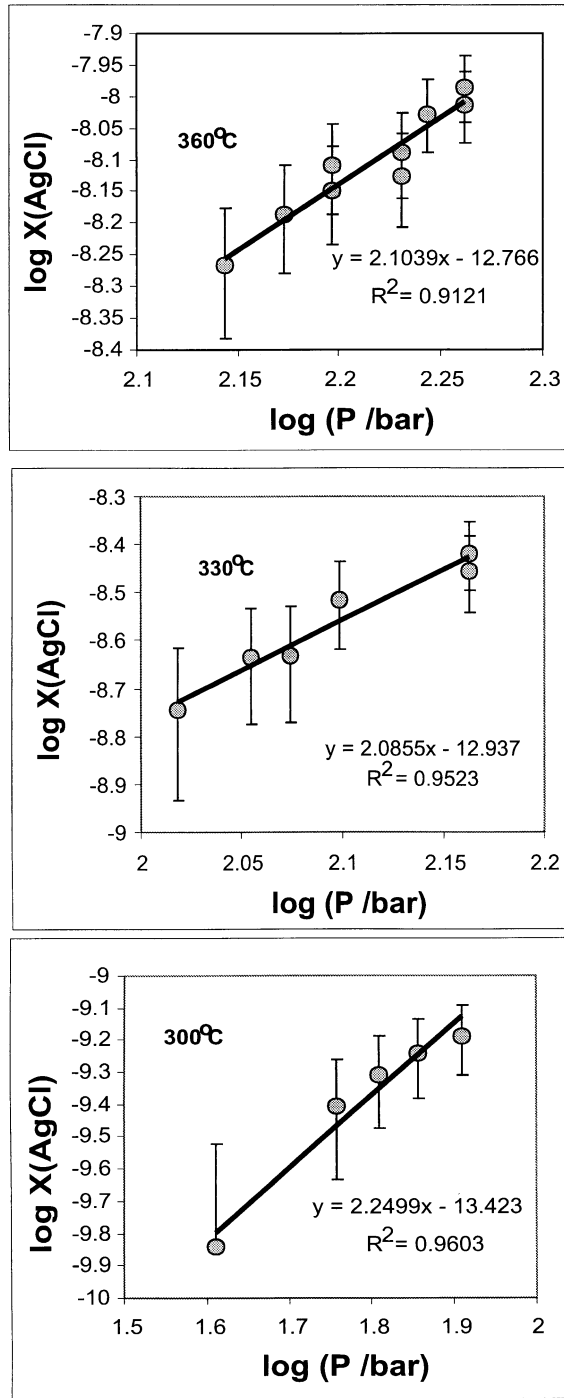 -7.9
-7.95
-8
-8.05
-8.1
-8.15
-8.2
-8.25
-8.3
-8.35
-8.4
log X(AgCl)
360°C
y = 2.1039x - 12.766
R2 = 0.9121
2.1 2.15 2.2 2.25 2.3
log (P /bar)
-8.3
-8.4
-8.5
-8.6
-8.7
-8.8
-8.9
-9
log X(AgCl)
330°C
y = 2.0855x - 12.937
R2 = 0.9523
2 2.05 2.1 2.15 2.2
log (P /bar)
-9
-9.1
-9.2
-9.3
-9.4
-9.5
-9.6
-9.7
-9.8
-9.9
-10
log X(AgCl)
300°C
y = 2.2499x - 13.423
R2 = 0.9603
1.5 1.6 1.7 1.8 1.9 2
log (P /bar)